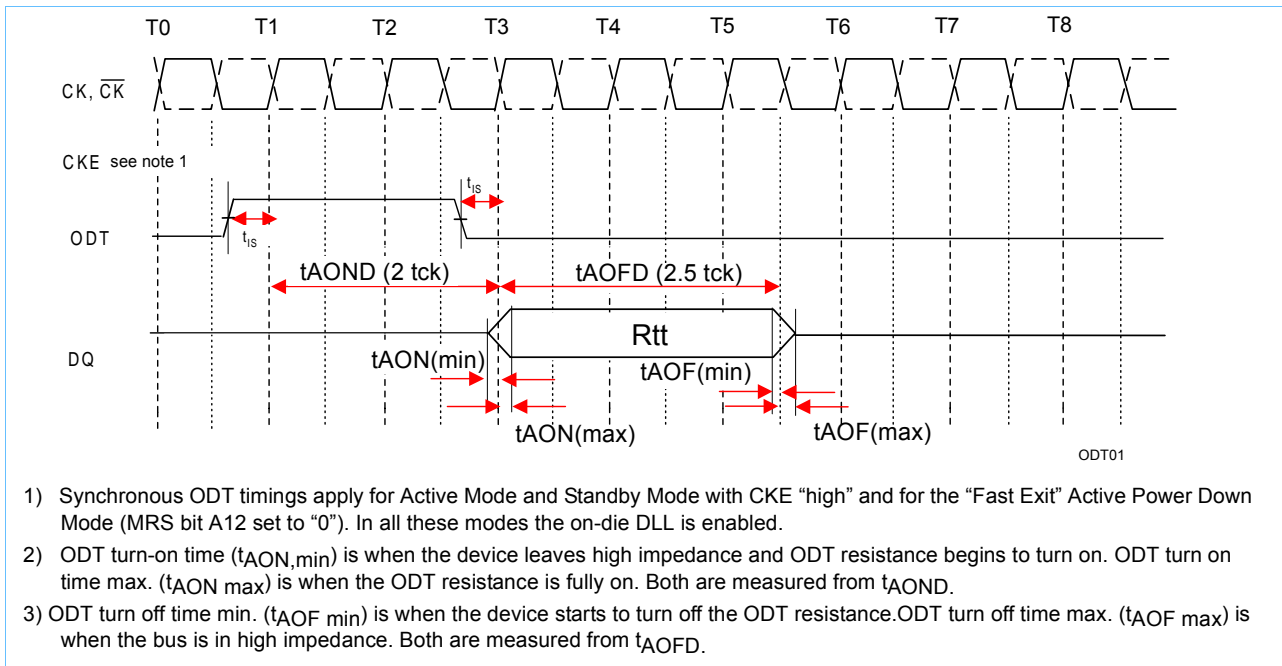 T0 T1 T2 T3 T4 T5 T6 T7 T8
CK, CK
CKE see note 1
tIS
ODT
tIS
tAOND (2 tck) tAOFD (2.5 tck)
Rtt
DQ
tAON(min) tAOF(min)
tAON(max) tAOF(max)
ODT01
1) Synchronous ODT timings apply for Active Mode and Standby Mode with CKE “high” and for the “Fast Exit” Active Power Down
Mode (MRS bit A12 set to “0”). In all these modes the on-die DLL is enabled.
2) ODT turn-on time (tAON,min) is when the device leaves high impedance and ODT resistance begins to turn on. ODT turn on
time max. (tAON max) is when the ODT resistance is fully on. Both are measured from tAOND.
3) ODT turn off time min. (tAOF min) is when the device starts to turn off the ODT resistance.ODT turn off time max. (tAOF max) is
when the bus is in high impedance. Both are measured from tAOFD.